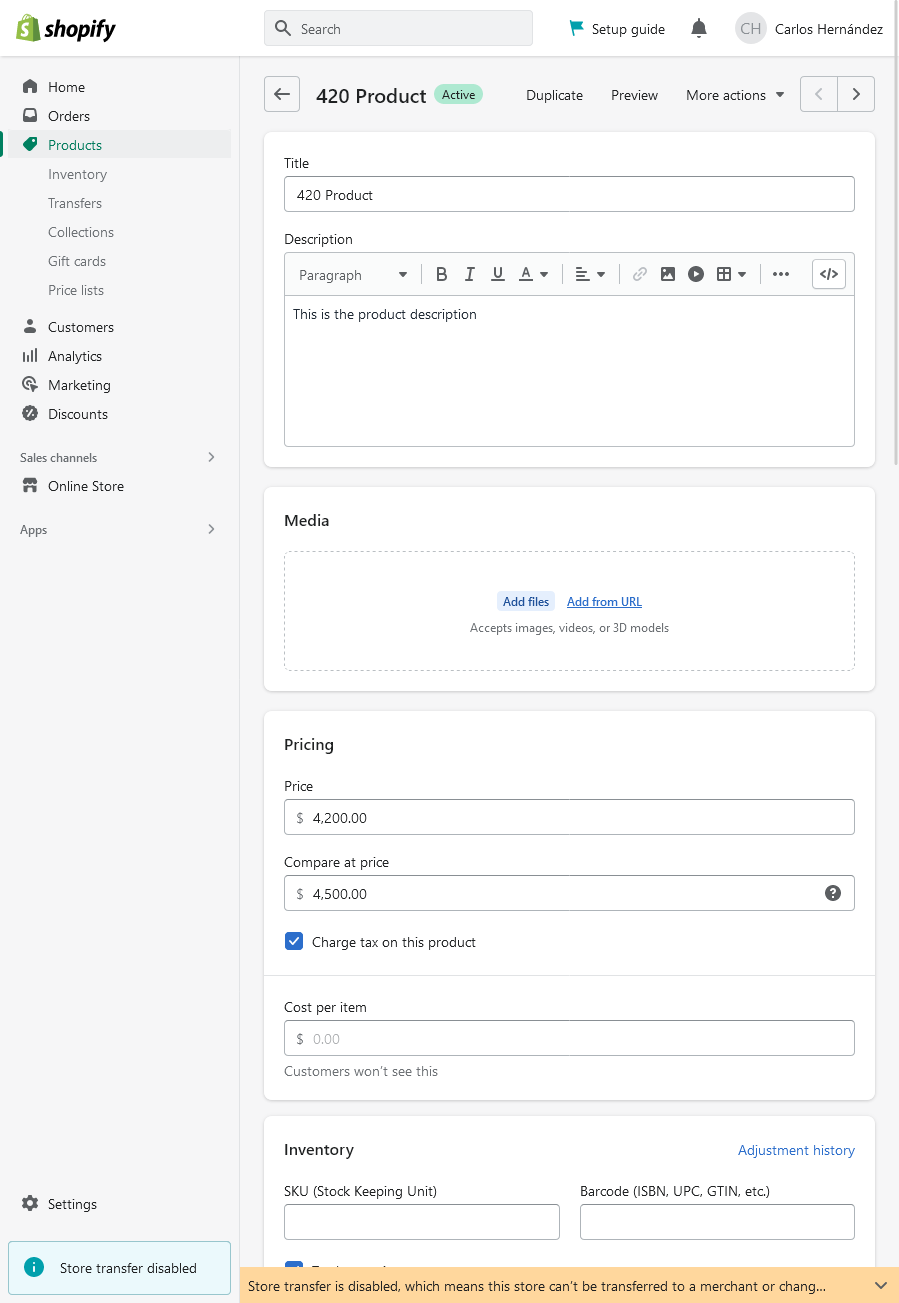 shopify
Search
Setup guide
CH
Carlos Hernández
Home
Orders
Products
Inventory
Transfers
Collections
Gift cards
Price lists
Customers
Analytics
Marketing
Discounts
Sales channels
Online Store
Apps
Settings
Store transfer disabled
420 Product
Active
Duplicate
Preview
More actions
Title
420 Product
Description
Paragraph
B I U A
This is the product description
Media
Add files Add from URL
Accepts images, videos, or 3D models
Pricing
Price
$ 4,200.00
Compare at price
$ 4,500.00
Charge tax on this product
Cost per item
$ 0.00
Customers won't see this
Inventory
Adjustment history
SKU (Stock Keeping Unit)
Barcode (ISBN, UPC, GTIN, etc.)
Store transfer is disabled, which means this store can't be transferred to a merchant or chang...